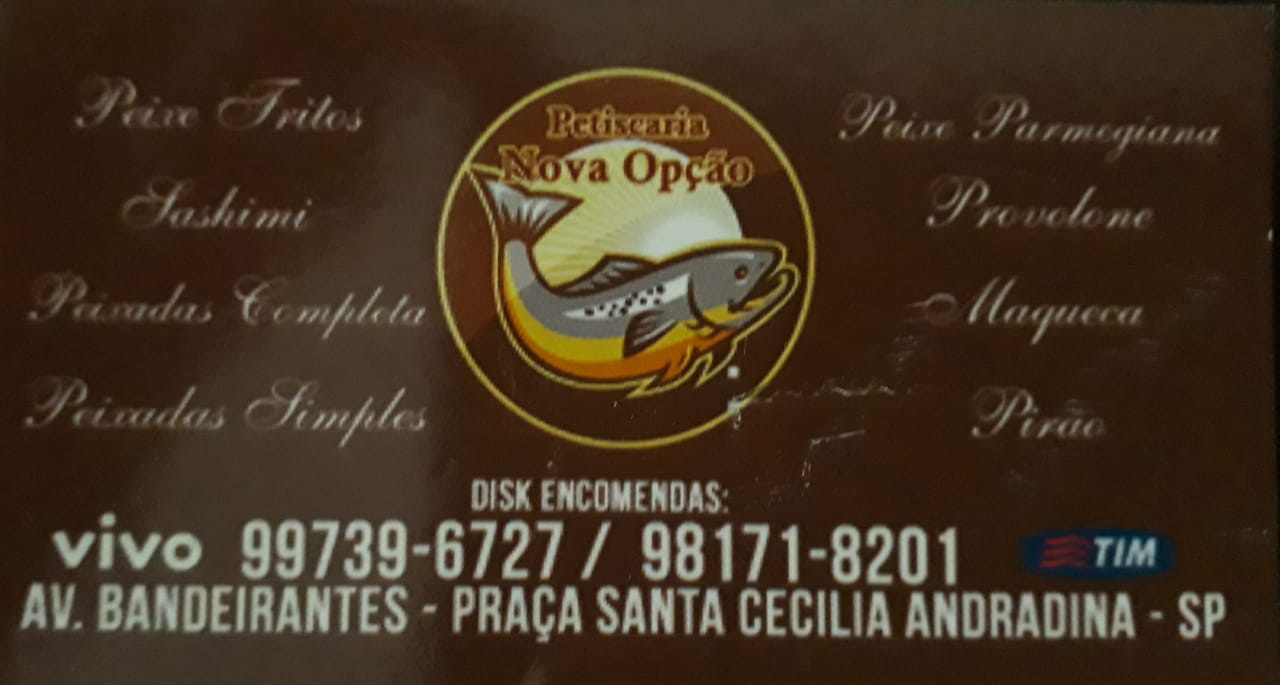 Petiscaria
Nova Opção
Peixe Fritos
Sashimi
Peixadas Completa
Peixadas Simples
Peixe Parmegiana
Provolone
Maqueca
Pirão
DISK ENCOMENDAS:
vivo 99739-6727 / 98171-8201 TIM
AV. BANDEIRANTES - PRAÇA SANTA CECILIA ANDRADINA - SP